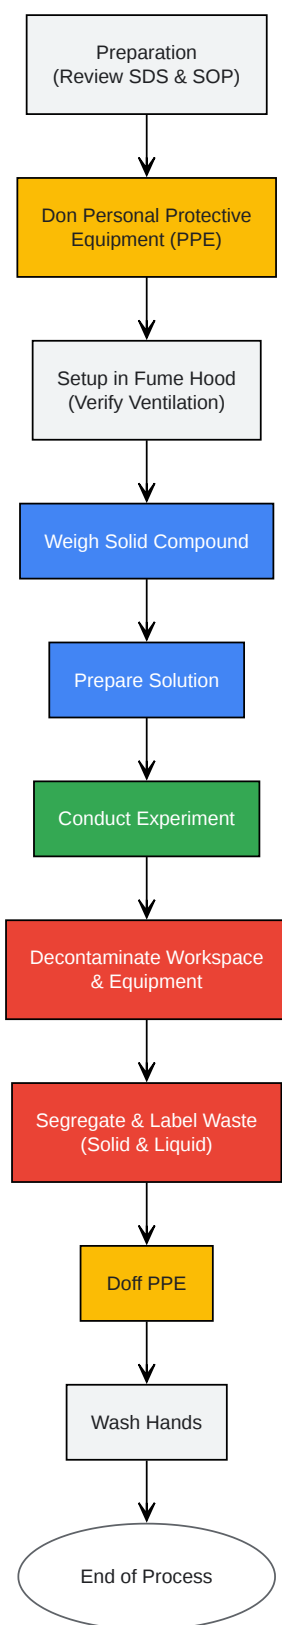 Preparation
(Review SDS & SOP)
Don Personal Protective
Equipment (PPE)
Setup in Fume Hood
(Verify Ventilation)
Weigh Solid Compound
Prepare Solution
Conduct Experiment
Decontaminate Workspace
& Equipment
Segregate & Label Waste
(Solid & Liquid)
Doff PPE
Wash Hands
End of Process